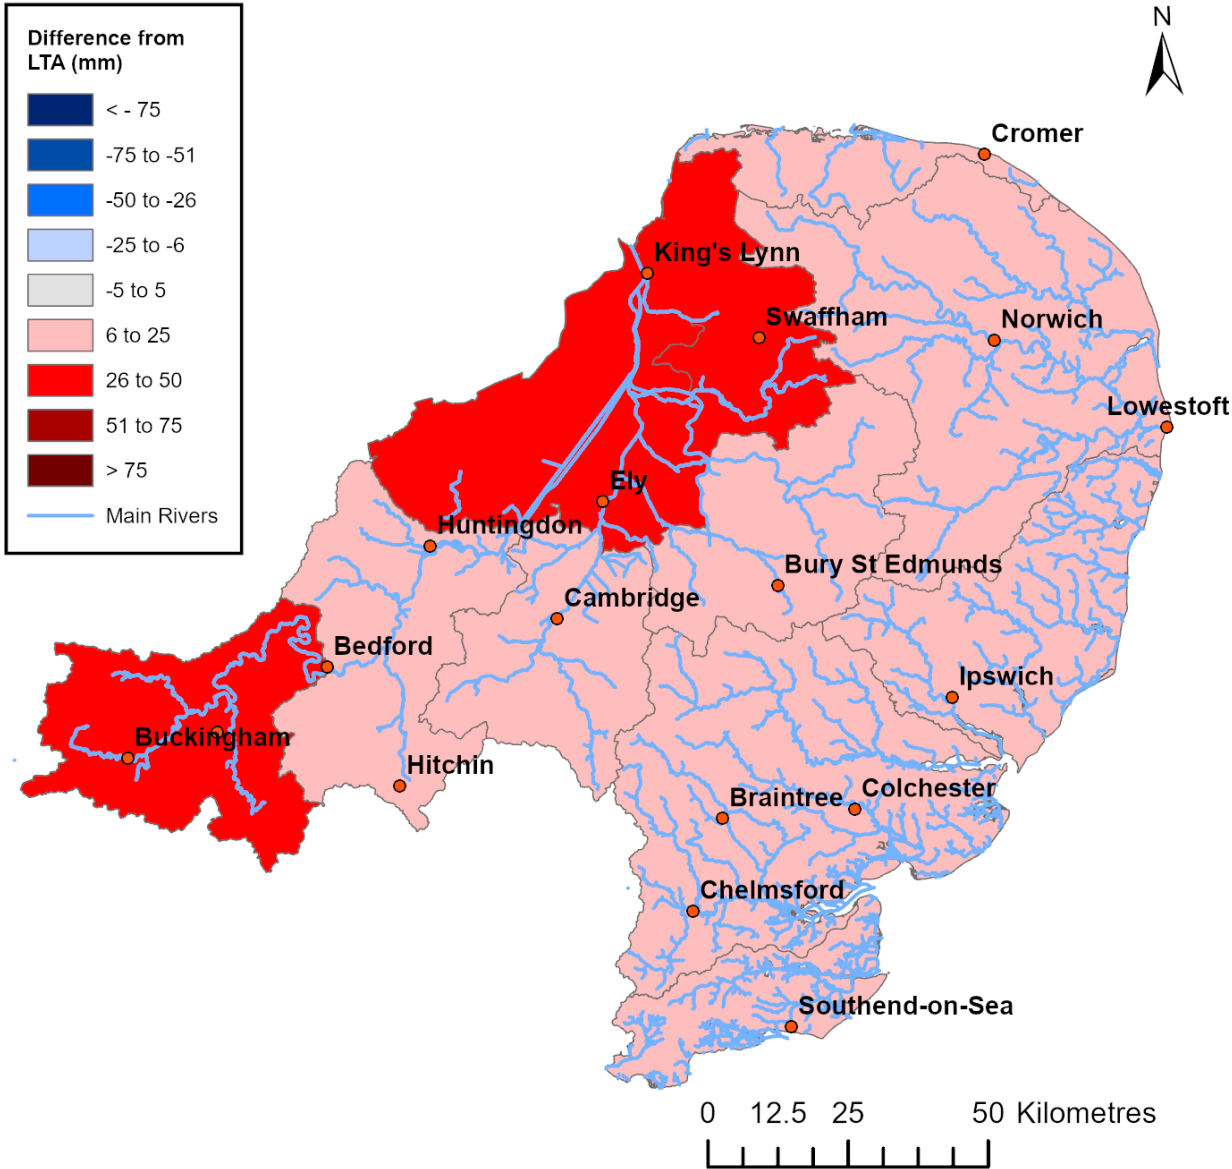 Difference from
LTA (mm)
< - 75
-75 to -51
-50 to -26
-25 to -6
-5 to 5
6 to 25
26 to 50
51 to 75
> 75
Main Rivers
N
Cromer
King's Lynn
Swaffham
Norwich
Lowestoft
Ely
Huntingdon
Bury St Edmunds
Cambridge
Bedford
Ipswich
Buckingham
Hitchin
Braintree
Colchester
Chelmsford
Southend-on-Sea
0 12.5 25 50 Kilometres